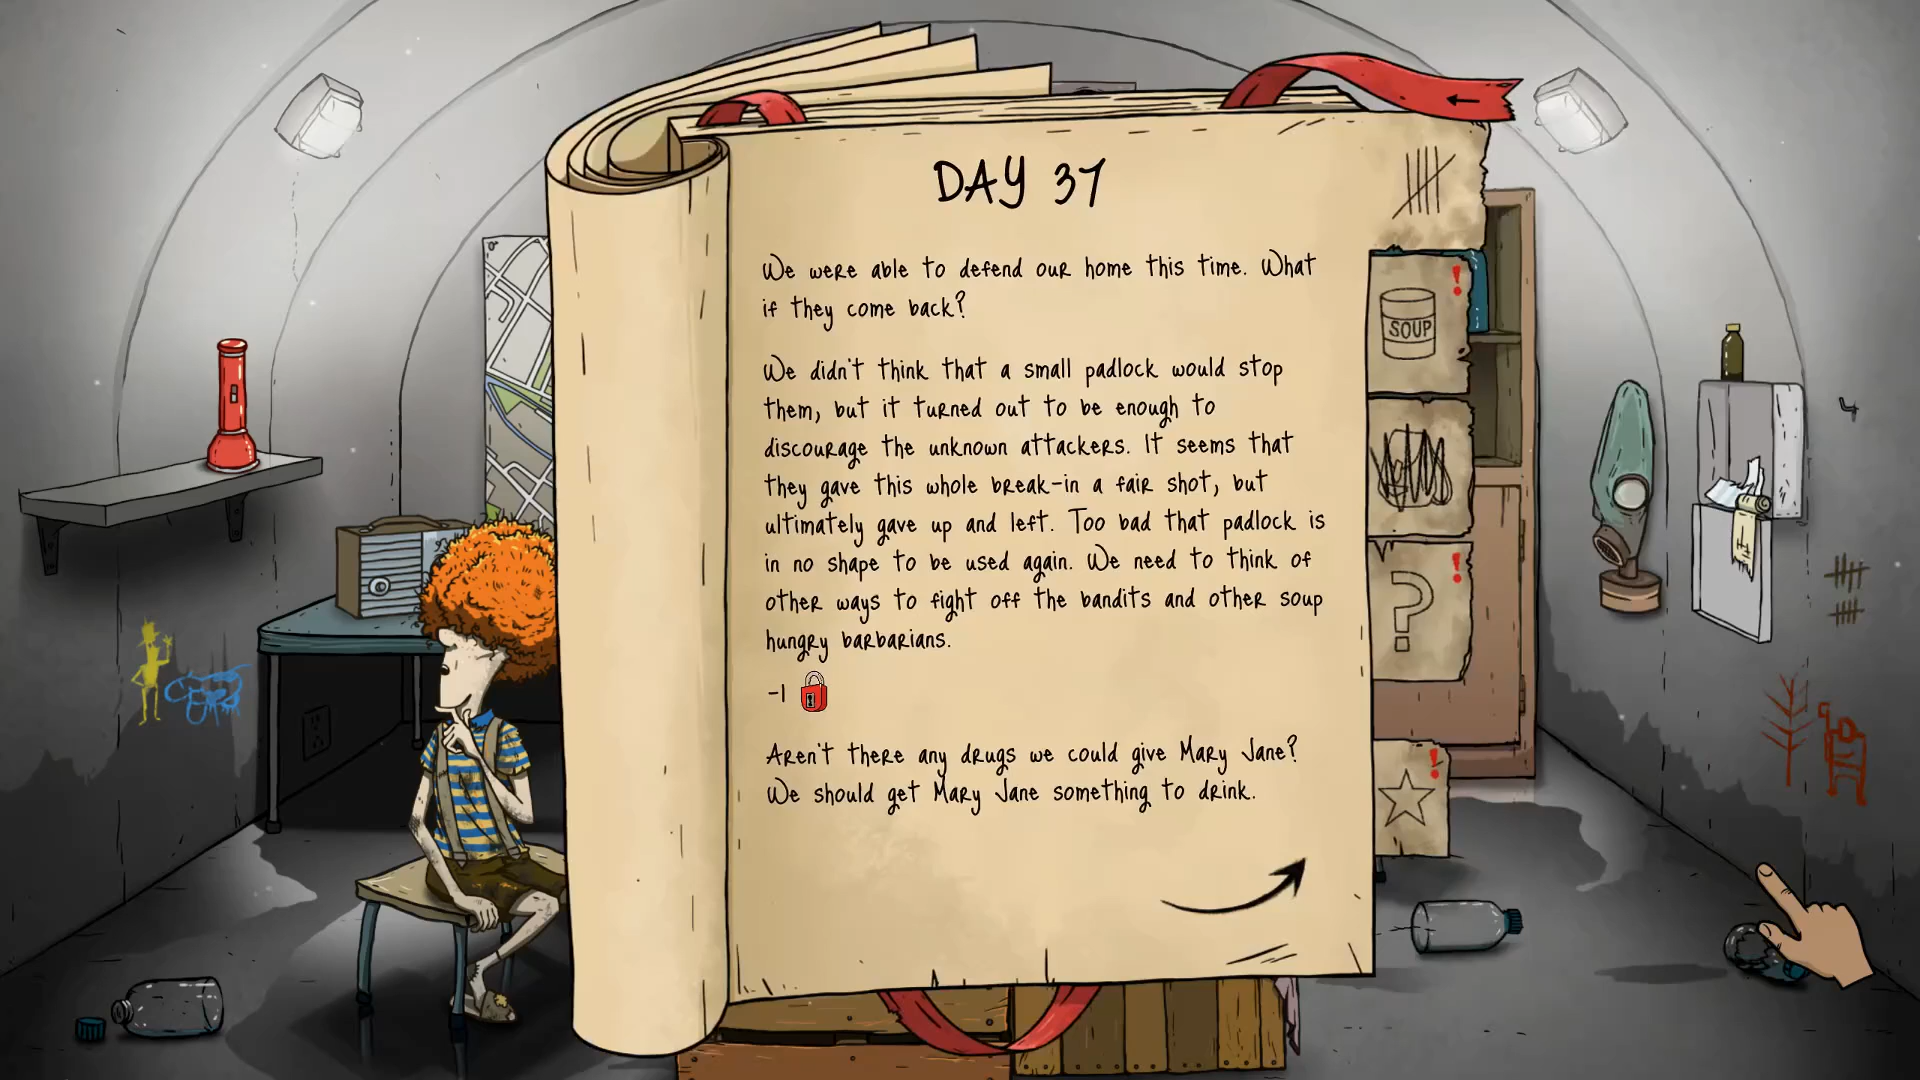 DAY 37
We were able to defend our home this time. What
if they come back?
We didn't think that a small padlock would stop
them, but it turned out to be enough to
discourage the unknown attackers. It seems that
they gave this whole break-in a fair shot, but
ultimately gave up and left. Too bad that padlock is
in no shape to be used again. We need to think of
other ways to fight off the bandits and other soup
hungry barbarians.
-1
Aren't there any drugs we could give Mary Jane?
We should get Mary Jane something to drink.
!
SOUP
!
?
!